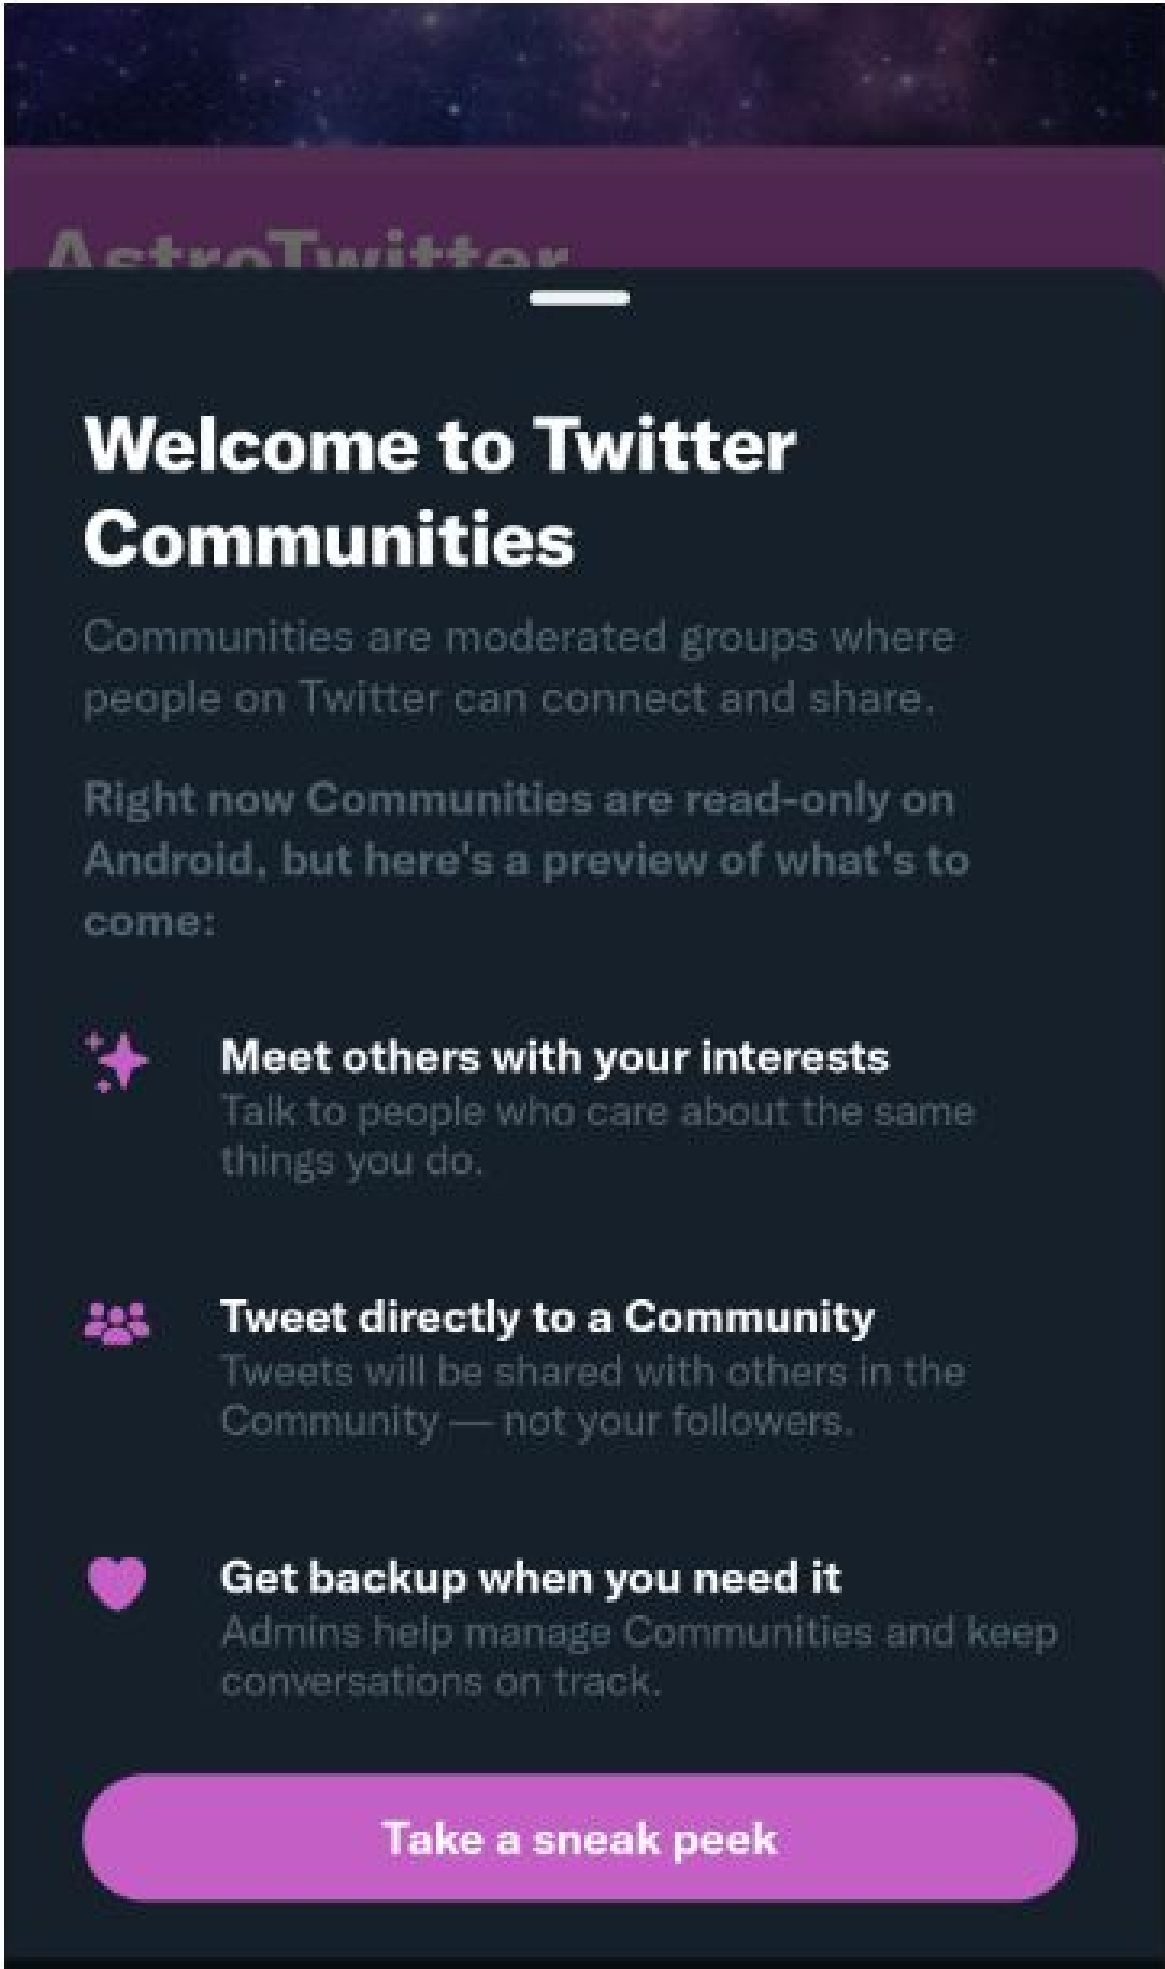 AstroTwitter
Welcome to Twitter
Communities
Communities are moderated groups where
people on Twitter can connect and share.
Right now Communities are read-only on
Android, but here's a preview of what's to
come:
Meet others with your interests
Talk to people who care about the same
things you do.
Tweet directly to a Community
Tweets will be shared with others in the
Community — not your followers.
Get backup when you need it
Admins help manage Communities and keep
conversations on track.
Take a sneak peek